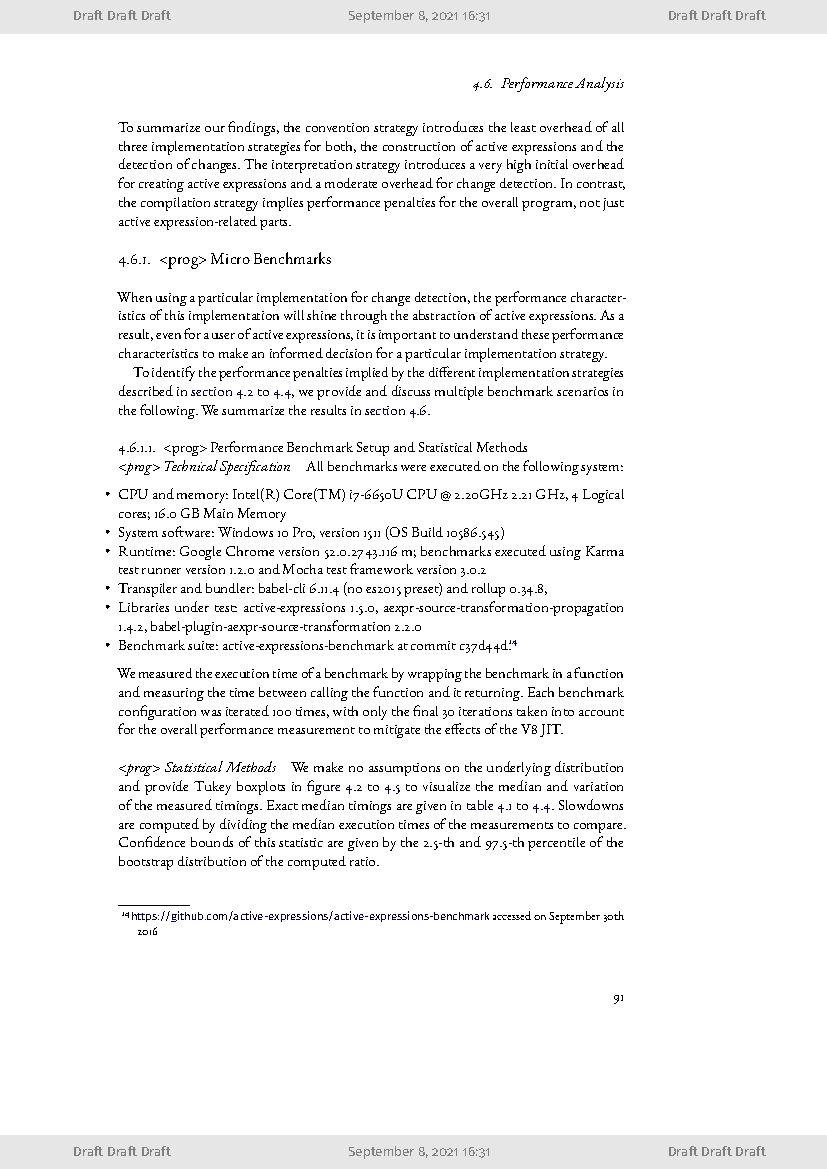 Draft Draft Draft September 8, 2021 16:31 Draft Draft Draft
4.6. Performance Analysis
To summarize our findings, the convention strategy introduces the least overhead of all
three implementation strategies for both, the construction of active expressions and the
detection of changes. The interpretation strategy introduces a very high initial overhead
for creating active expressions and a moderate overhead for change detection. In contrast,
the compilation strategy implies performance penalties for the overall program, not just
active expression-related parts.
4.6.1. <prog> Micro Benchmarks
When using a particular implementation for change detection, the performance character-
istics of this implementation will shine through the abstraction of active expressions. As a
result, even for a user of active expressions, it is important to understand these performance
characteristics to make an informed decision for a particular implementation strategy.
To identify the performance penalties implied by the different implementation strategies
described in section 4.2 to 4.4, we provide and discuss multiple benchmark scenarios in
the following. We summarize the results in section 4.6.
4.6.1.1. <prog> Performance Benchmark Setup and Statistical Methods
<prog> Technical Specification All benchmarks were executed on the following system:
• CPU and memory: Intel(R) Core(TM) i7-6650U CPU @ 2.20GHz 2.21 GHz, 4 Logical
cores; 16.0 GB Main Memory
• System software: Windows 10 Pro, version 1511 (OS Build 10586.545)
• Runtime: Google Chrome version 52.0.2743.116 m; benchmarks executed using Karma
test runner version 1.2.0 and Mocha test framework version 3.0.2
• Transpiler and bundler: babel-cli 6.11.4 (no es2015 preset) and rollup 0.34.8,
• Libraries under test: active-expressions 1.5.0, aexpr-source-transformation-propagation
1.4.2, babel-plugin-aexpr-source-transformation 2.2.0
• Benchmark suite: active-expressions-benchmark at commit c37d44d.14
We measured the execution time of a benchmark by wrapping the benchmark in a function
and measuring the time between calling the function and it returning. Each benchmark
configuration was iterated 100 times, with only the final 30 iterations taken into account
for the overall performance measurement to mitigate the effects of the V8 JIT.
<prog> Statistical Methods We make no assumptions on the underlying distribution
and provide Tukey boxplots in figure 4.2 to 4.5 to visualize the median and variation
of the measured timings. Exact median timings are given in table 4.1 to 4.4. Slowdowns
are computed by dividing the median execution times of the measurements to compare.
Confidence bounds of this statistic are given by the 2.5-th and 97.5-th percentile of the
bootstrap distribution of the computed ratio.
14 https://github.com/active-expressions/active-expressions-benchmark accessed on September 30th
2016
91
Draft Draft Draft September 8, 2021 16:31 Draft Draft Draft